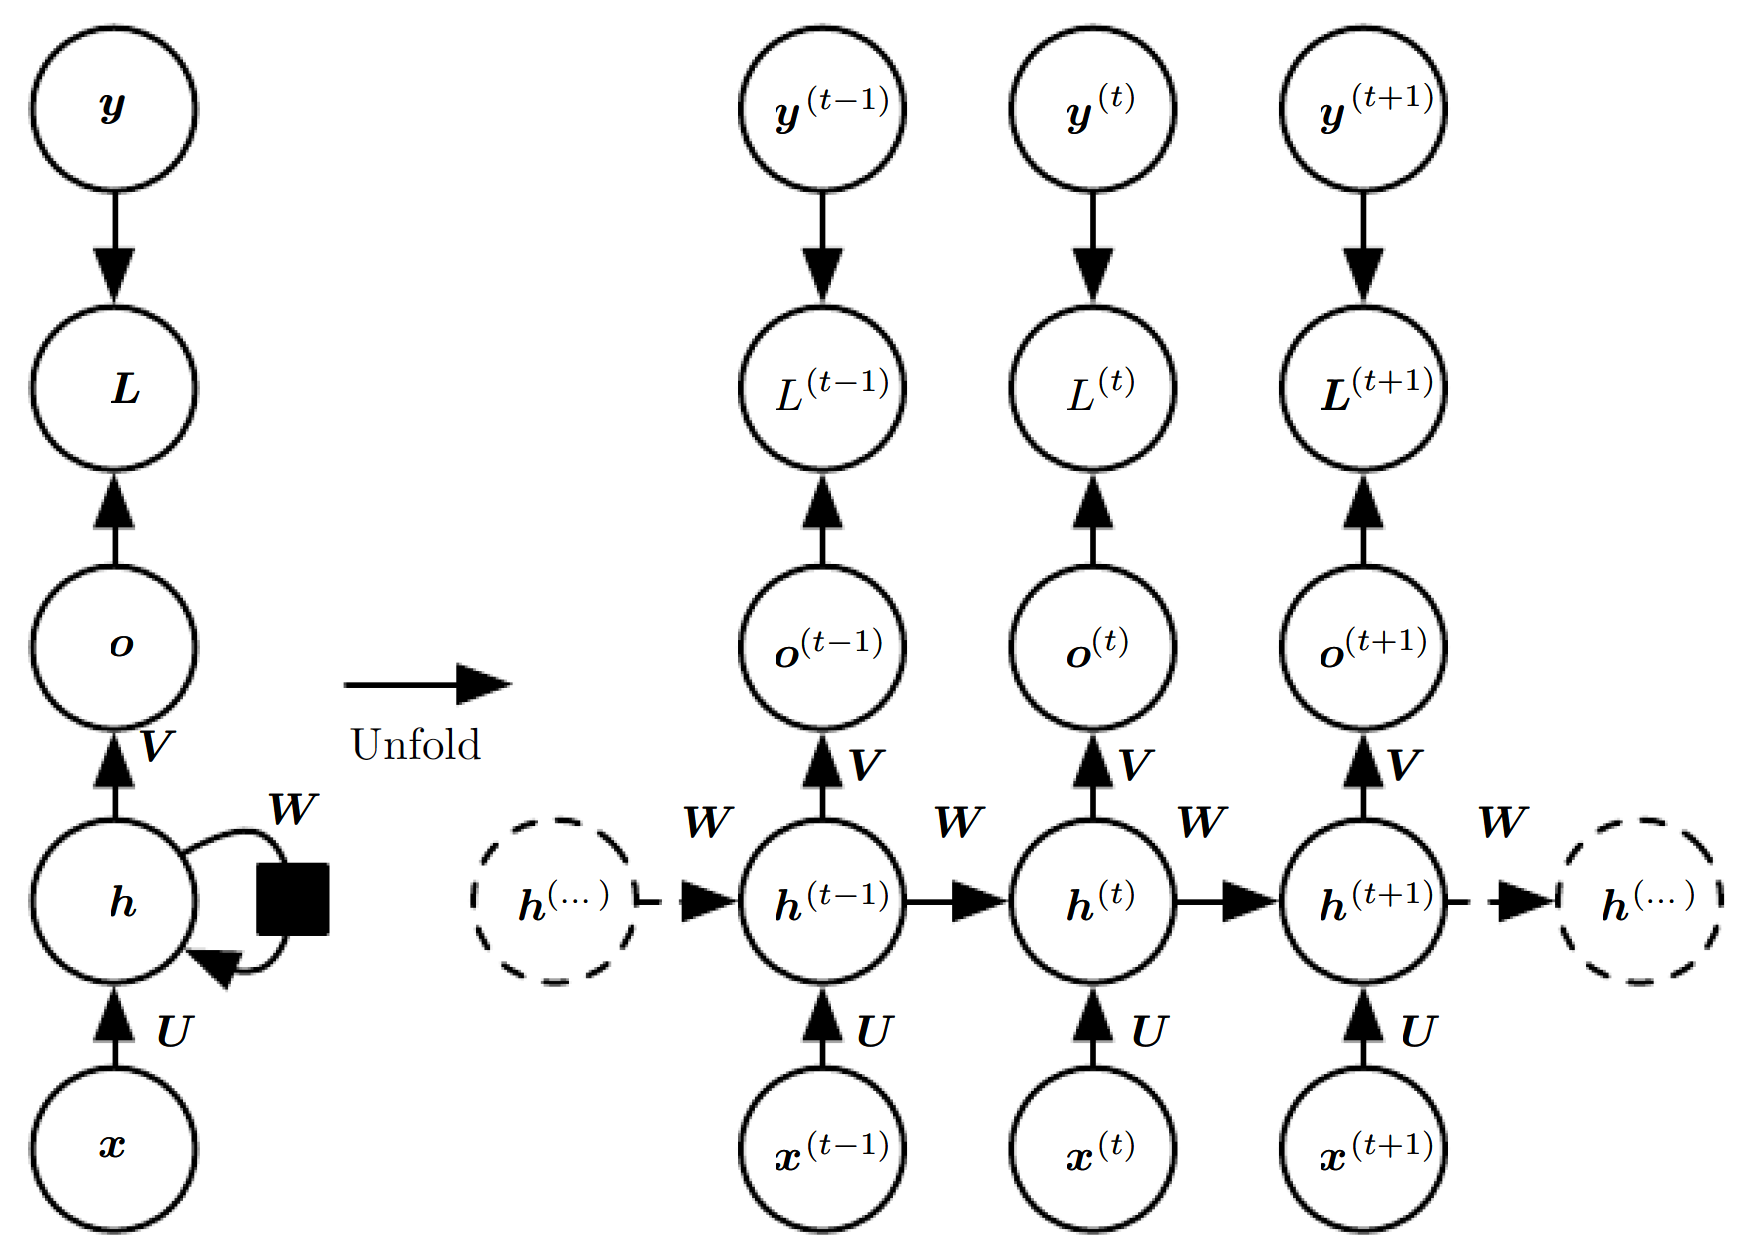 y y^(t−1) y^(t) y^(t+1)
L L^(t−1) L^(t) L^(t+1)
o o^(t−1) o^(t) o^(t+1)
Unfold
V V V V
W W W W W
h h^(...) h^(t−1) h^(t) h^(t+1) h^(...)
U U U U
x x^(t−1) x^(t) x^(t+1)